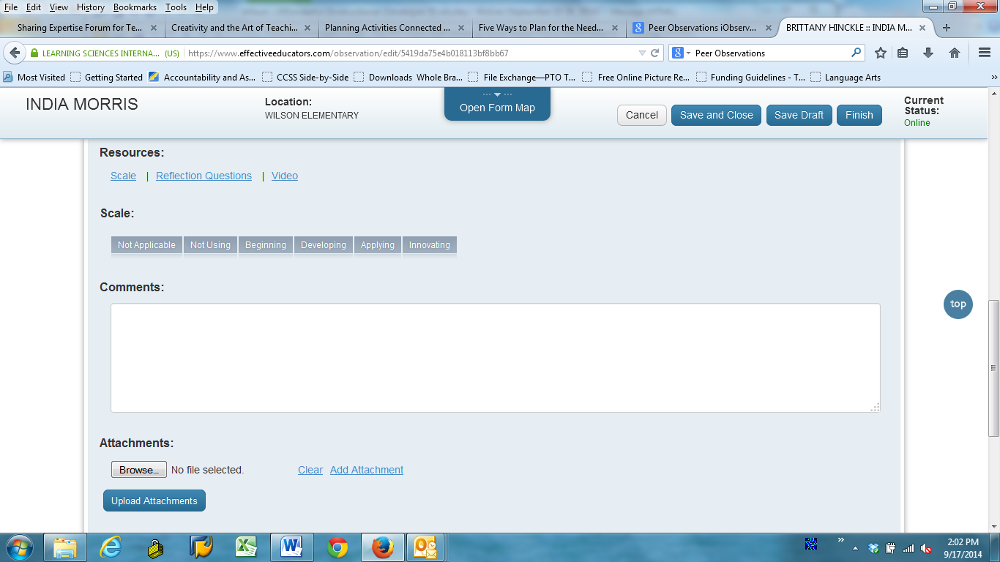 File Edit View History Bookmarks Tools Help
Sharing Expertise Forum for Te... Creativity and the Art of Teachi... Planning Activities Connected ... Five Ways to Plan for the Need... Peer Observations iObserv... BRITTANY HINCKLE :: INDIA M...
LEARNING SCIENCES INTERNA... (US) https://www.effectiveeducators.com/observation/edit/5419da75e4b018113bf8bb67 Peer Observations
Most Visited Getting Started Accountability and As... CCSS Side-by-Side Downloads Whole Bra... File Exchange—PTO T... Free Online Picture Re... Funding Guidelines - T... Language Arts »
INDIA MORRIS
Location:
WILSON ELEMENTARY
Open Form Map
Cancel Save and Close Save Draft Finish
Current
Status:
Online
Resources:
Scale | Reflection Questions | Video
Scale:
Not Applicable Not Using Beginning Developing Applying Innovating
Comments:
top
Attachments:
Browse... No file selected. Clear Add Attachment
Upload Attachments
2:02 PM
9/17/2014